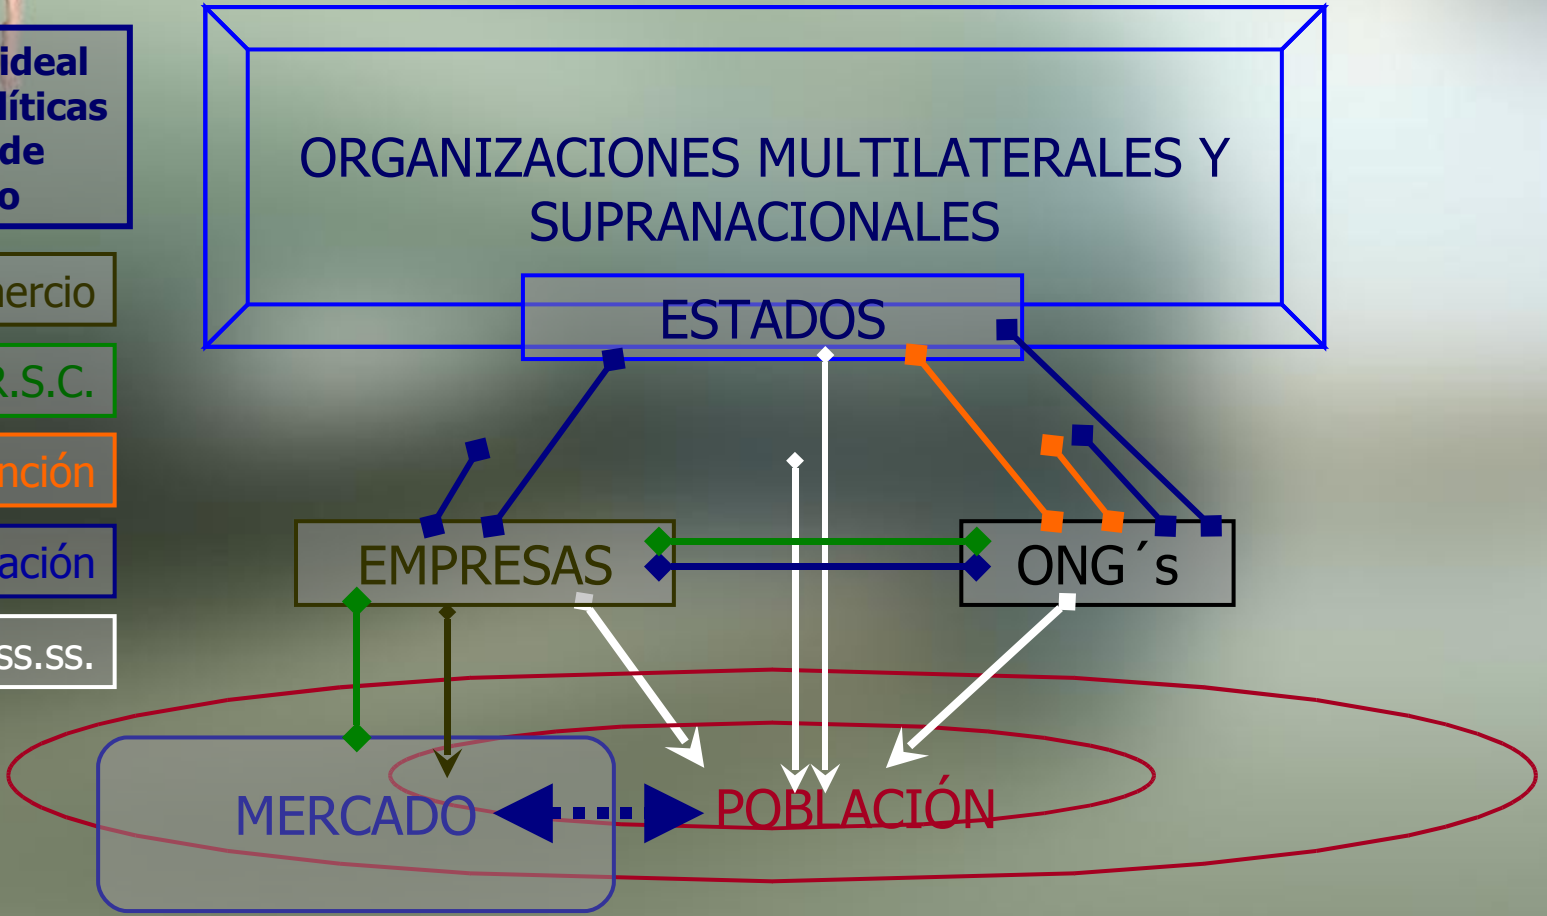 ideal
líticas
de
o
ORGANIZACIONES MULTILATERALES Y
SUPRANACIONALES
ESTADOS
ercio
R.S.C.
nción
ación
ss.ss.
EMPRESAS
ONG´s
MERCADO
POBLACIÓN